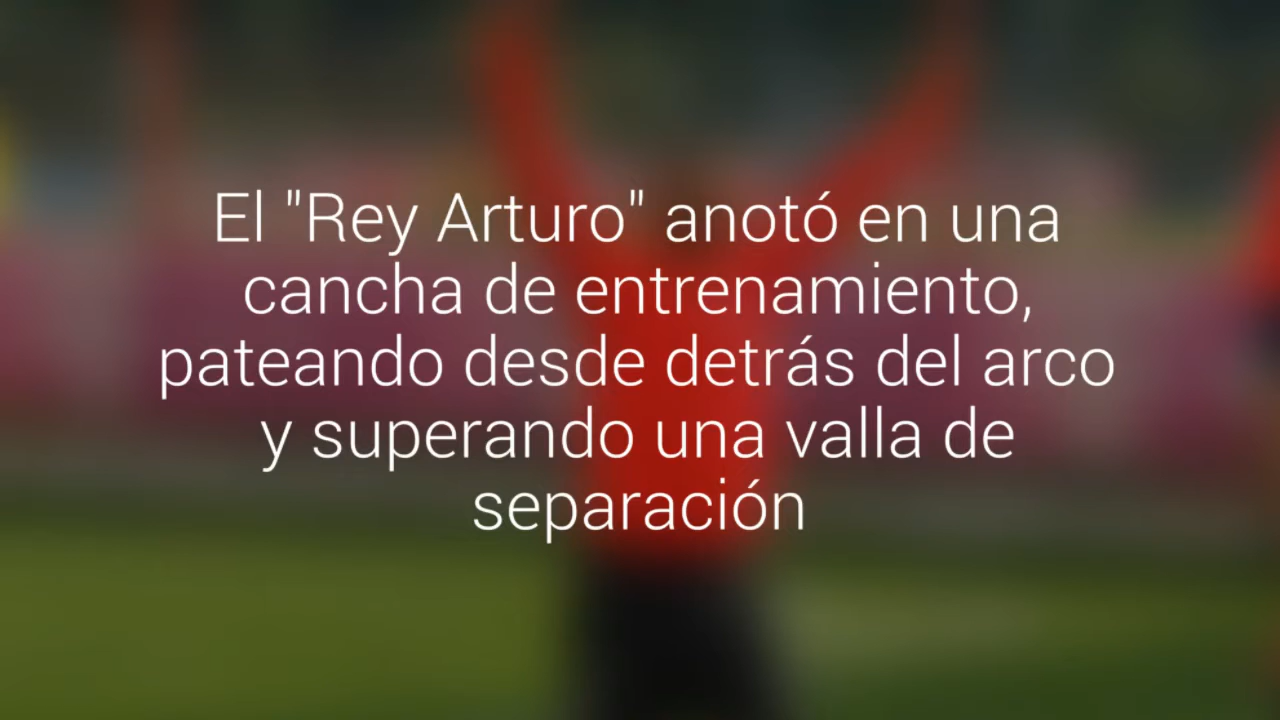 El "Rey Arturo" anotó en una
cancha de entrenamiento,
pateando desde detrás del arco
y superando una valla de
separación